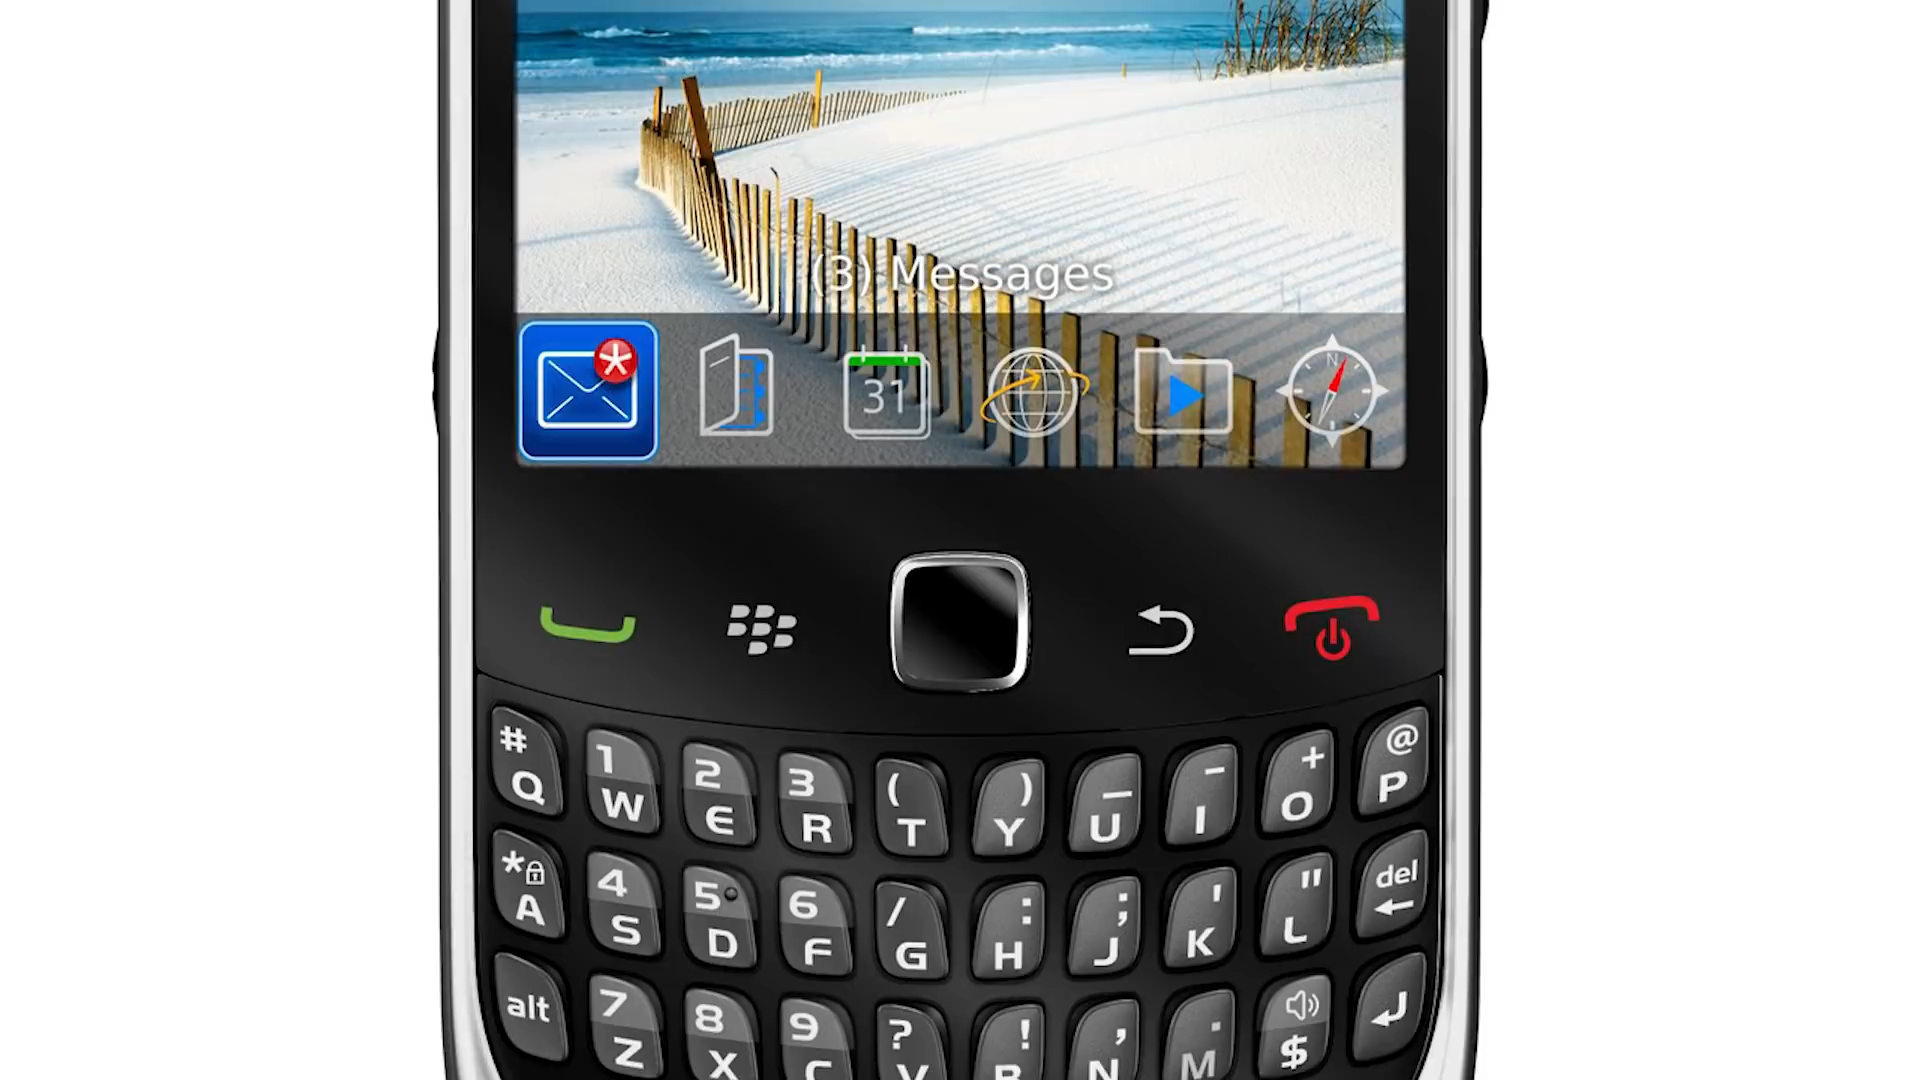 (3) Messages
31
N
# 1 2 3 ( ) _ - + @
Q W E R T Y U I O P
* 4 5 6 / : ; ' " del
A S D F G H J K L
alt 7 8 9 ? ! , .
Z X C V B N M $